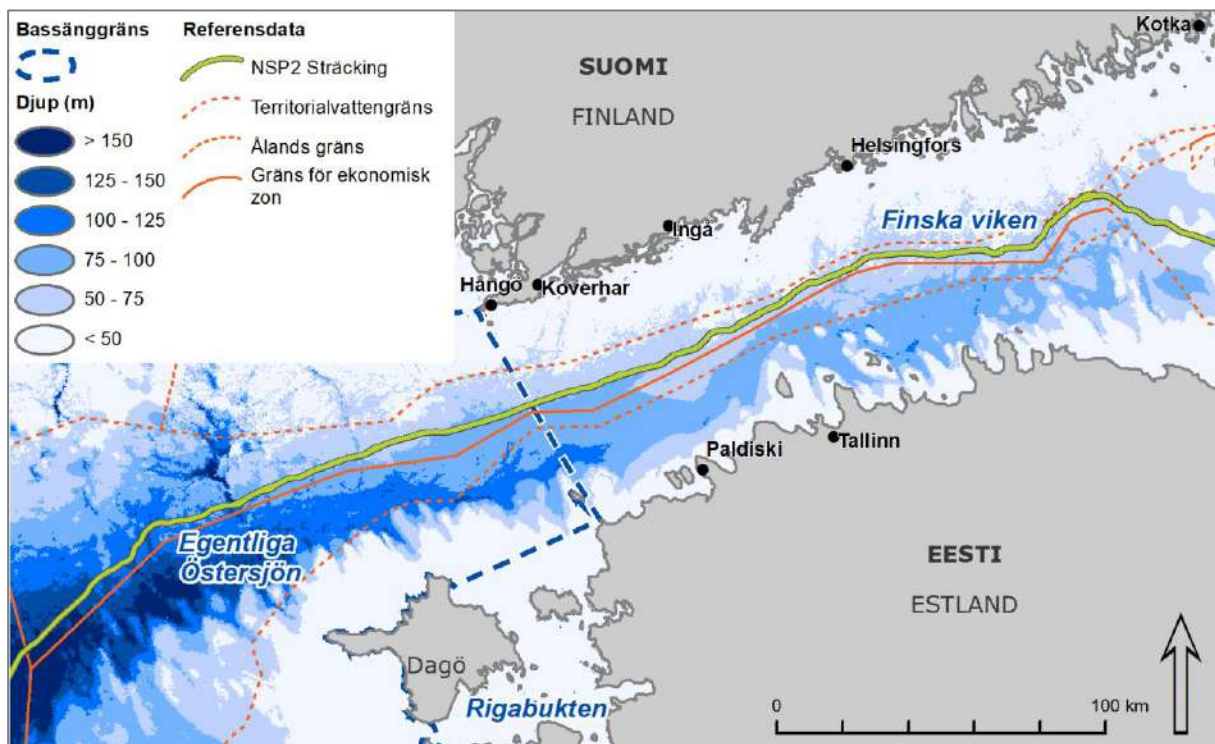 Bassänggräns
Djup (m)
> 150
125 - 150
100 - 125
75 - 100
50 - 75
< 50
Referensdata
NSP2 Sträcking
Territorialvattengräns
Ålands gräns
Gräns för ekonomisk
zon
SUOMI
FINLAND
Kotka
Helsingfors
Finska viken
Ingå
Hangö
Koverhar
Tallinn
Paldiski
Egentliga
Östersjön
EESTI
ESTLAND
Dagö
Rigabukten
0
100 km